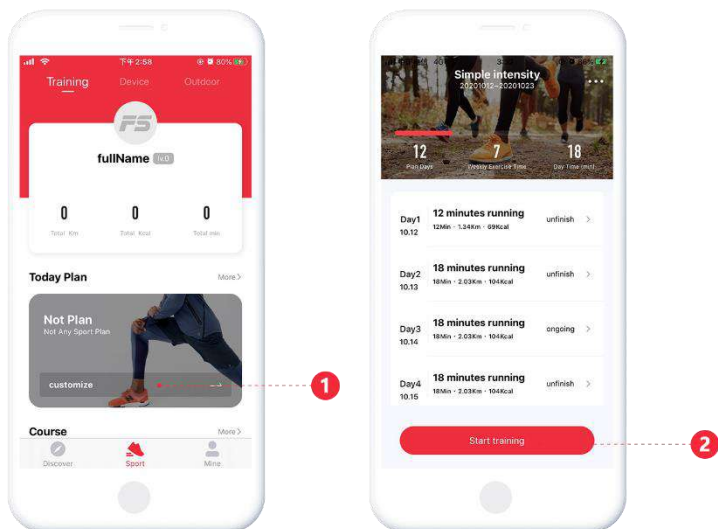 下午2:58
80%
Training
Device
Outdoor
FS
fullName
lv.0
0
0
0
Total Km
Total Kcal
Total min
Today Plan
More>
Not Plan
Not Any Sport Plan
customize
1
Course
More>
Discover
Sport
Mine
4G
Simple intensity
20201012-20201023
12
7
18
Plan Days
Weekly Exercise Time
Day Time (min)
Day1
12 minutes running
unfinish
10.12
12Min · 1.34Km · 69Kcal
Day2
18 minutes running
unfinish
10.13
18Min · 2.03Km · 104Kcal
Day3
18 minutes running
ongoing
10.14
18Min · 2.03Km · 104Kcal
Day4
18 minutes running
unfinish
10.15
18Min · 2.03Km · 104Kcal
Start training
2